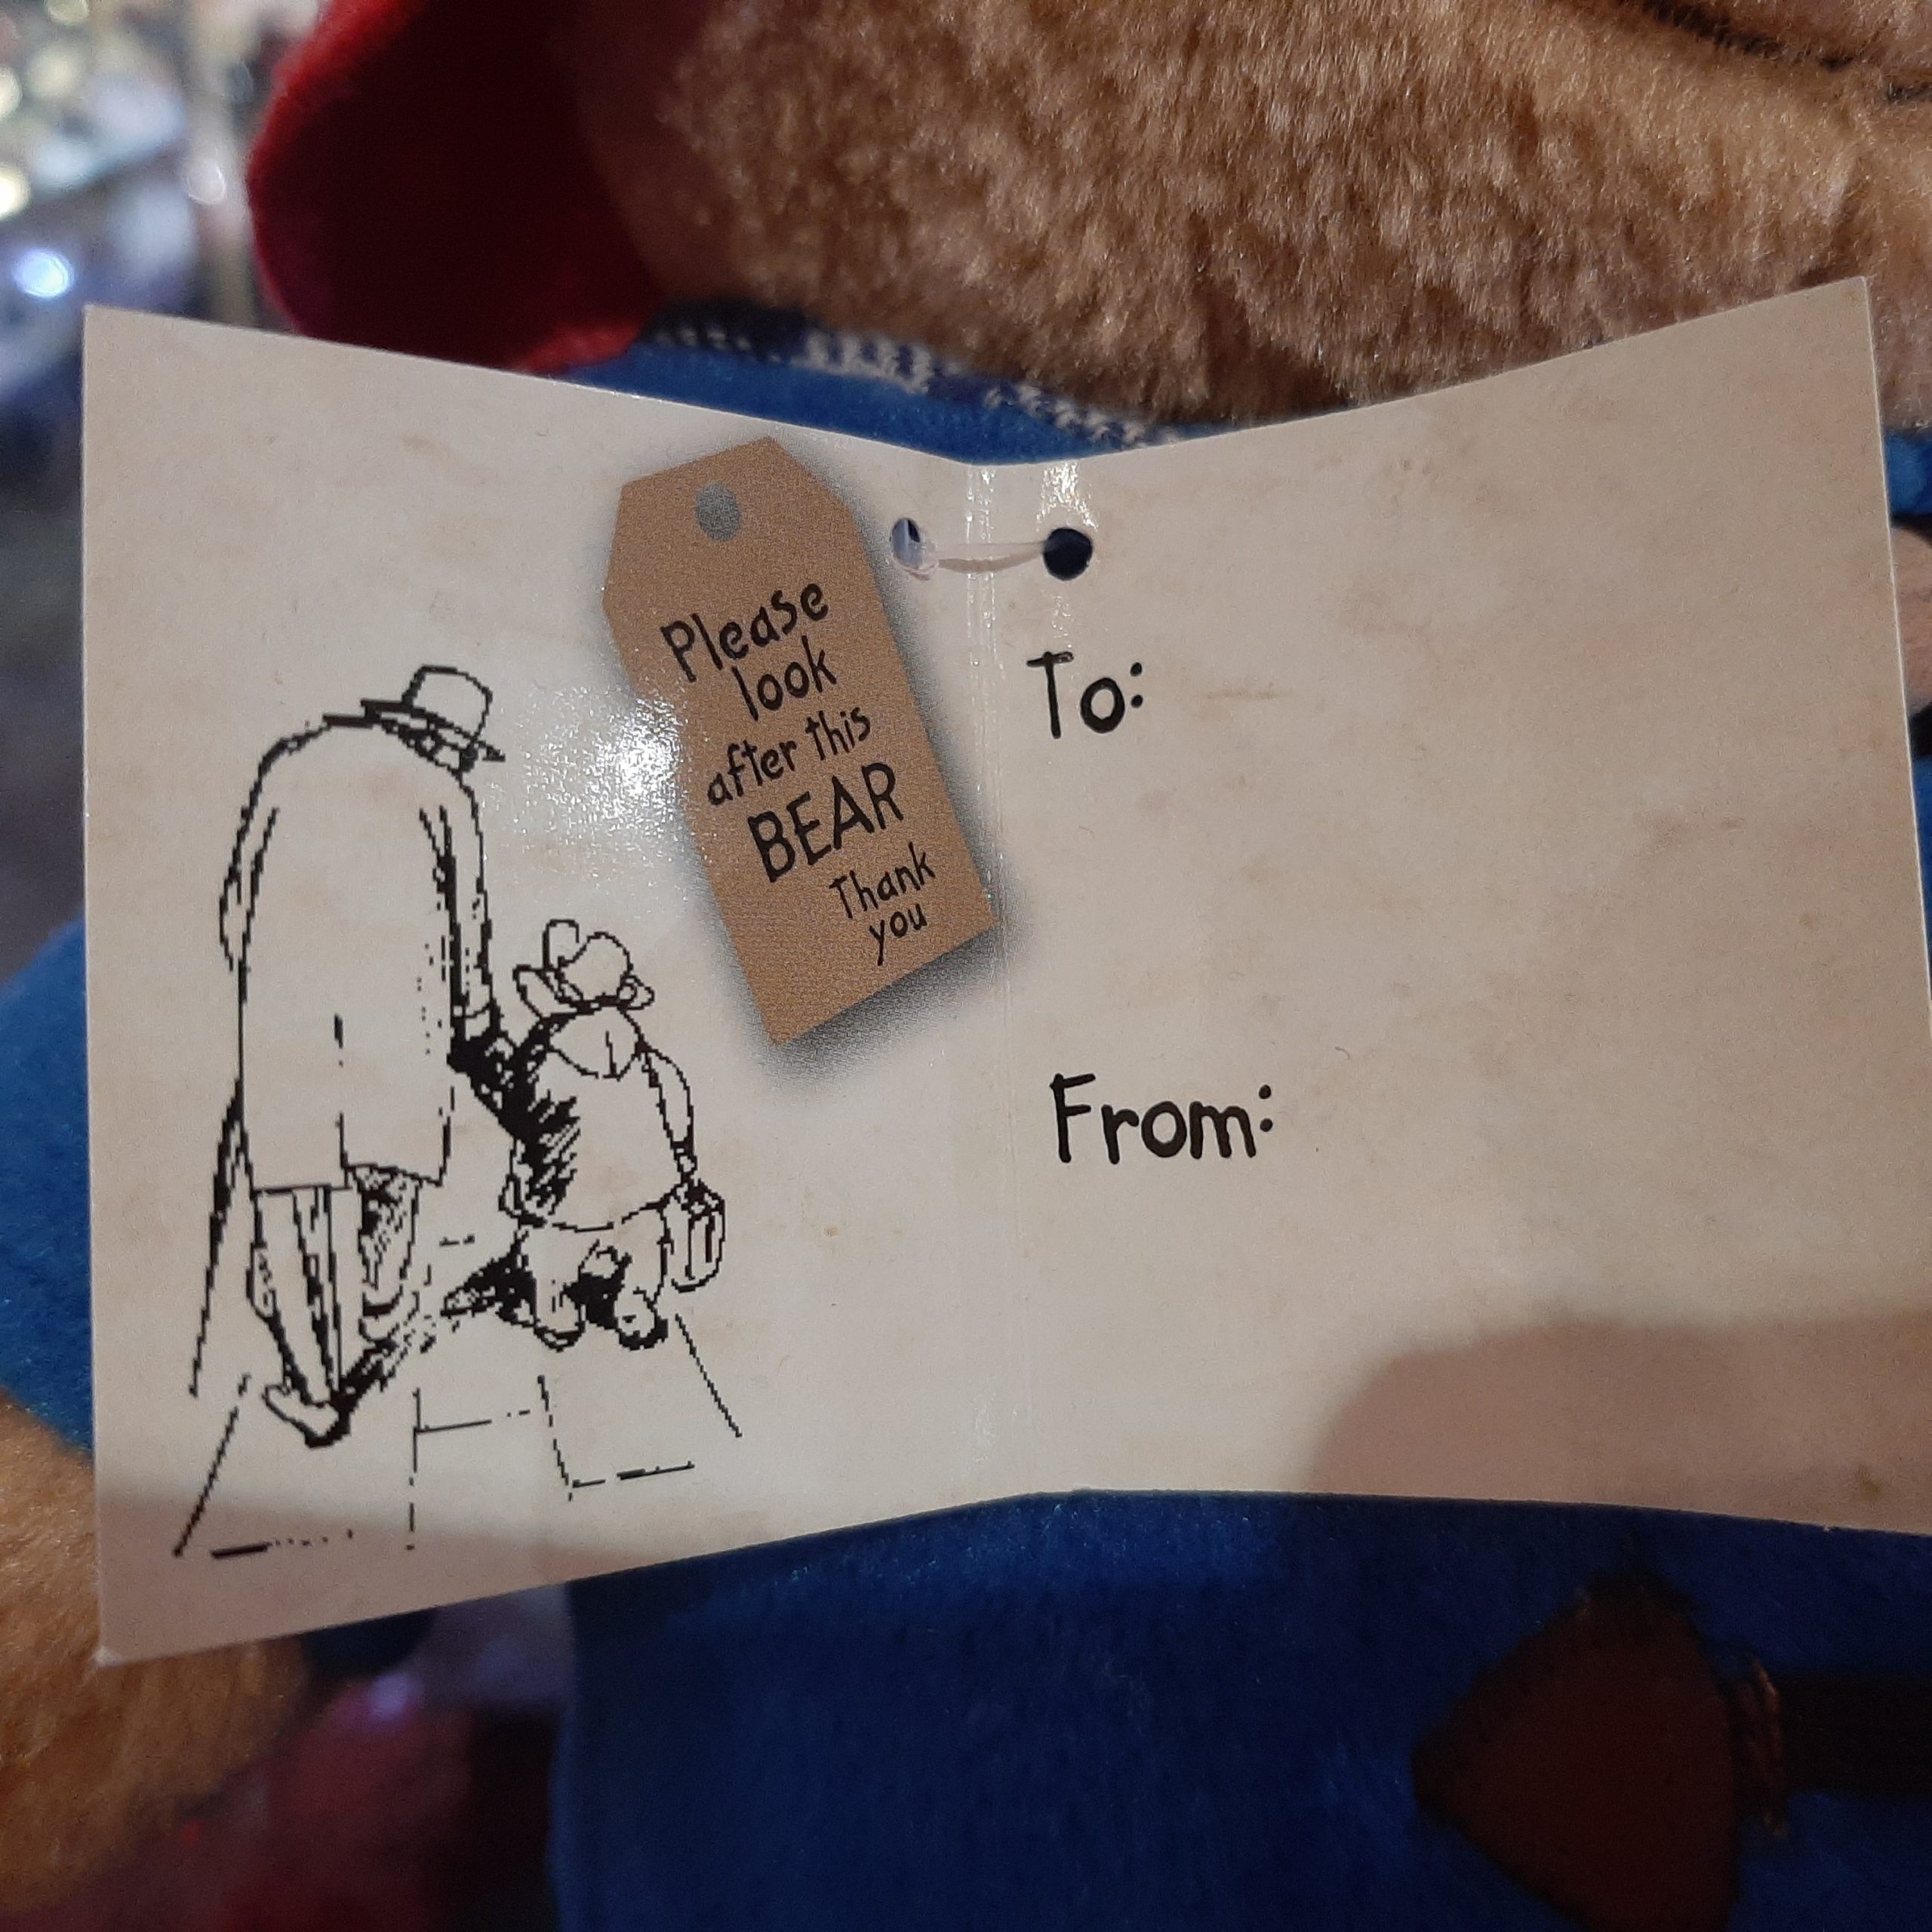 Please
look
after this
BEAR
Thank
you
To:
From: